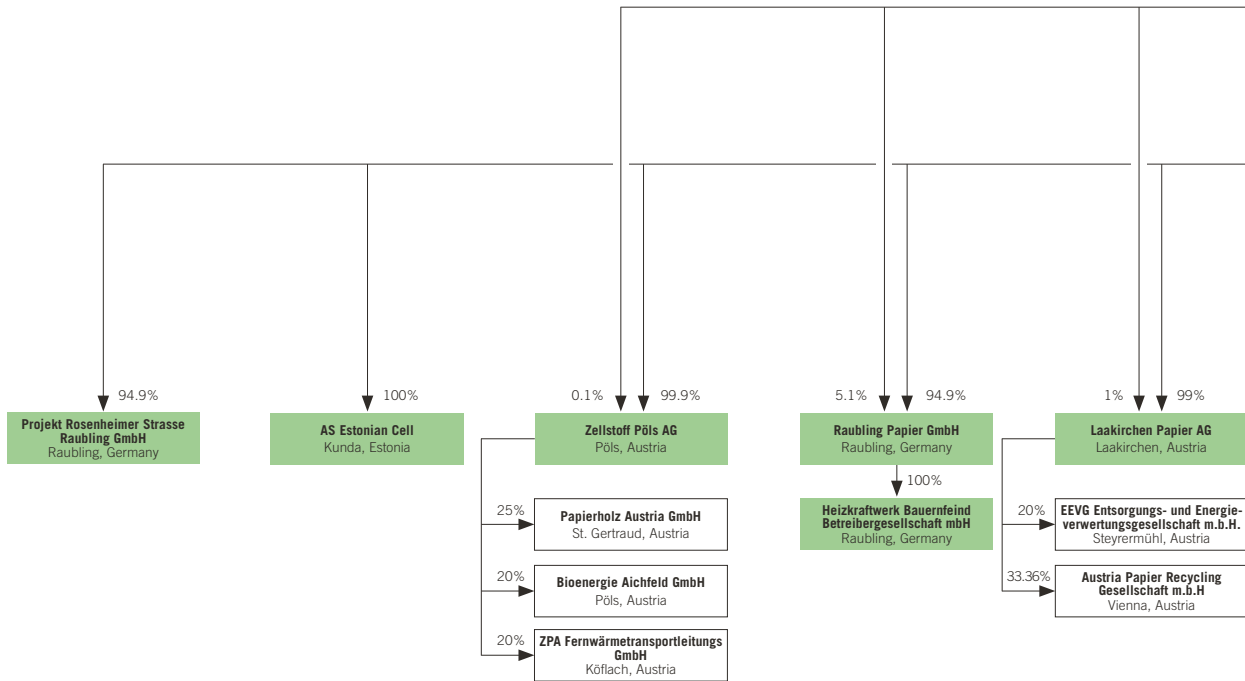 94.9%
100%
0.1%
99.9%
5.1%
94.9%
1%
99%
Projekt Rosenheimer Strasse
Raubling GmbH
Raubling, Germany
AS Estonian Cell
Kunda, Estonia
Zellstoff Pöls AG
Pöls, Austria
Raubling Papier GmbH
Raubling, Germany
Laakirchen Papier AG
Laakirchen, Austria
25%
Papierholz Austria GmbH
St. Gertraud, Austria
20%
Bioenergie Aichfeld GmbH
Pöls, Austria
20%
ZPA Fernwärmetransportleitungs
GmbH
Köflach, Austria
100%
Heizkraftwerk Bauernfeind
Betreibergesellschaft mbH
Raubling, Germany
20%
EEVG Entsorgungs- und Energie-
verwertungsgesellschaft m.b.H.
Steyrermühl, Austria
33.36%
Austria Papier Recycling
Gesellschaft m.b.H
Vienna, Austria